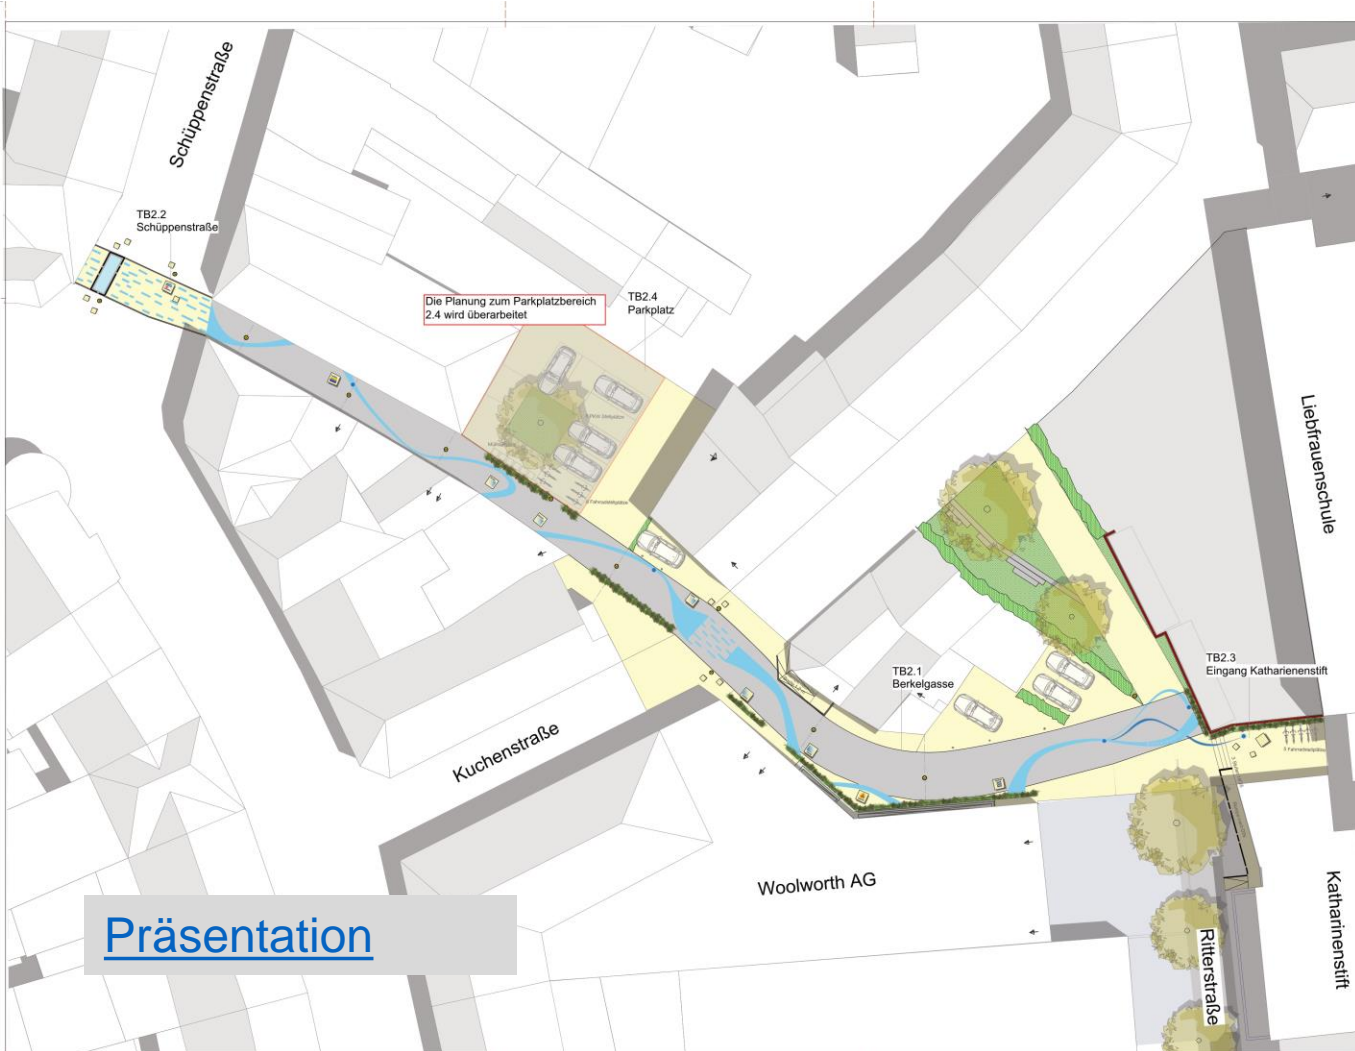 Schüppenstraße
TB2.2
Schüppenstraße
Die Planung zum Parkplatzbereich
2.4 wird überarbeitet
TB2.4
Parkplatz
Liebfrauenschule
TB2.1
Berkelgasse
TB2.3
Eingang Katharienenstift
Kuchenstraße
Woolworth AG
Präsentation
Ritterstraße
Katharinenstift